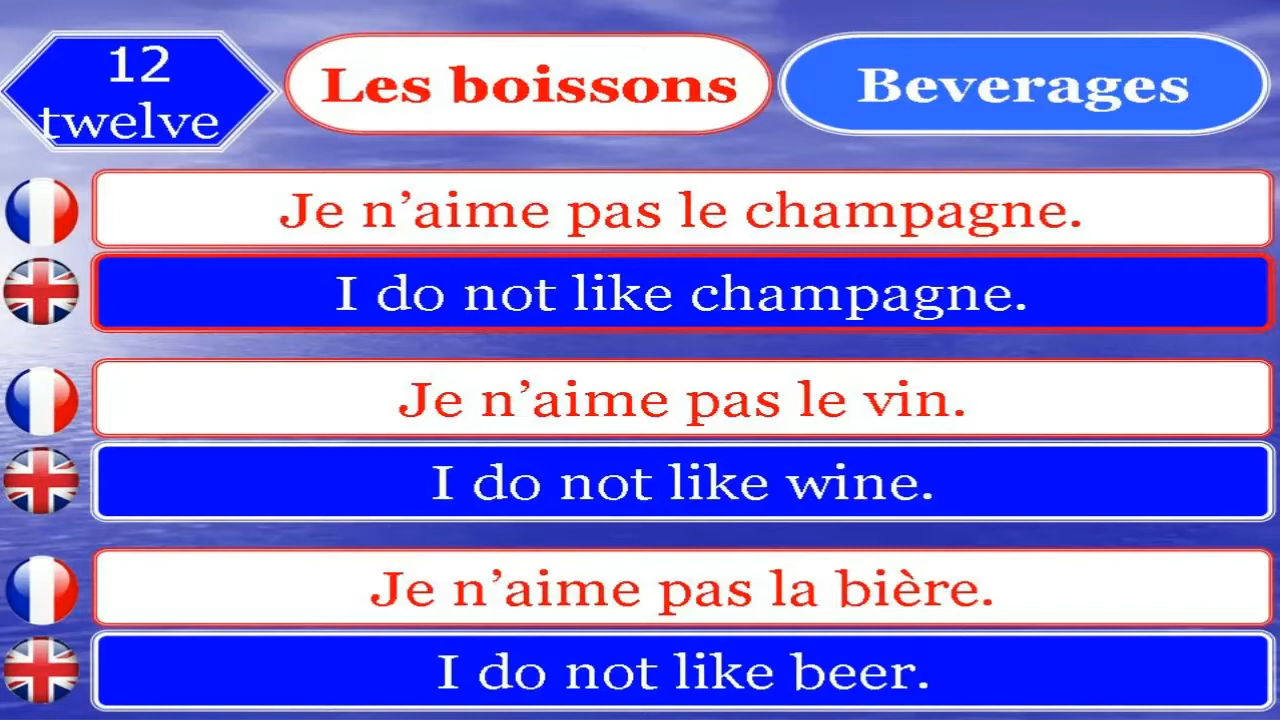 12
twelve
Les boissons
Beverages
Je n’aime pas le champagne.
I do not like champagne.
Je n’aime pas le vin.
I do not like wine.
Je n’aime pas la bière.
I do not like beer.